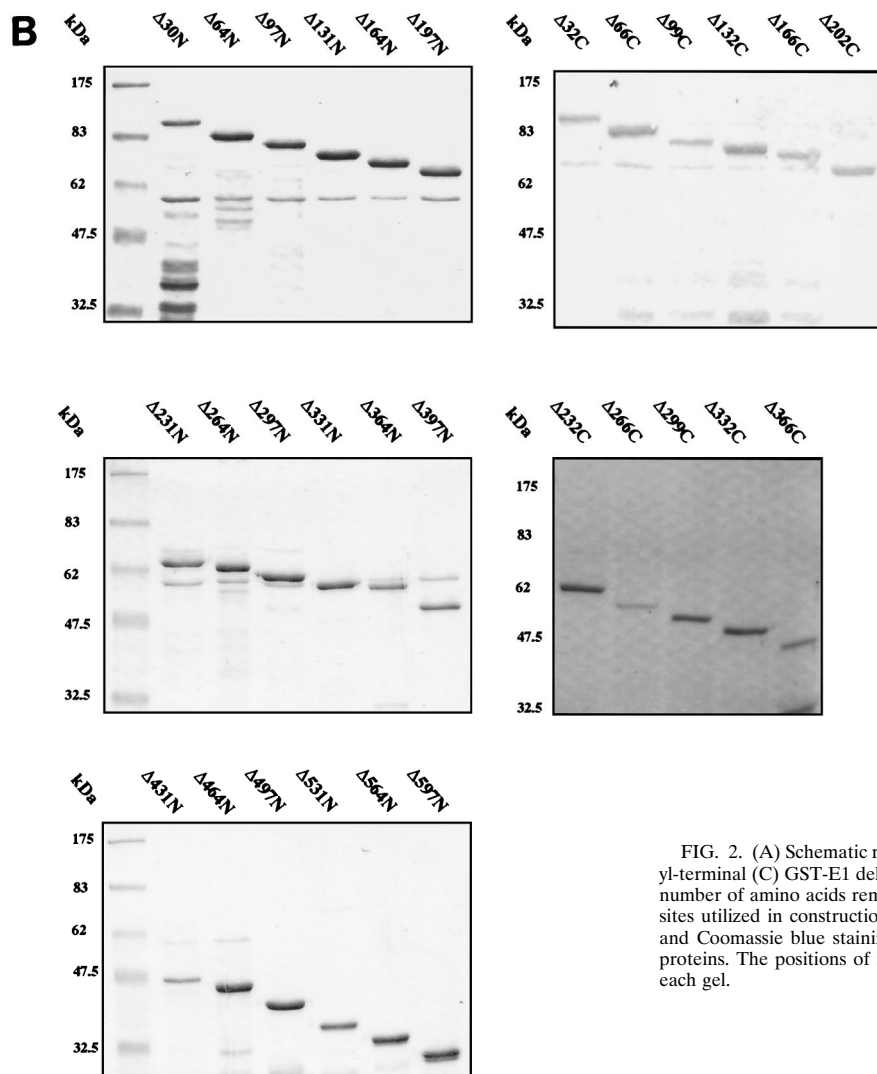 B
kDa Δ30N Δ64N Δ97N Δ131N Δ164N Δ197N
175
83
62
47.5
32.5
Δ32C Δ66C Δ99C Δ132C Δ166C Δ202C
175
83
62
47.5
32.5
kDa Δ231N Δ264N Δ297N Δ331N Δ364N Δ397N
175
83
62
47.5
32.5
kDa Δ232C Δ266C Δ299C Δ332C Δ366C
175
83
62
47.5
32.5
kDa Δ431N Δ464N Δ497N Δ531N Δ564N Δ597N
175
83
62
47.5
32.5
FIG. 2. (A) Schematic
yl-terminal (C) GST-E1 del
number of amino acids rem
sites utilized in construction
and Coomassie blue staini
proteins. The positions of
each gel.